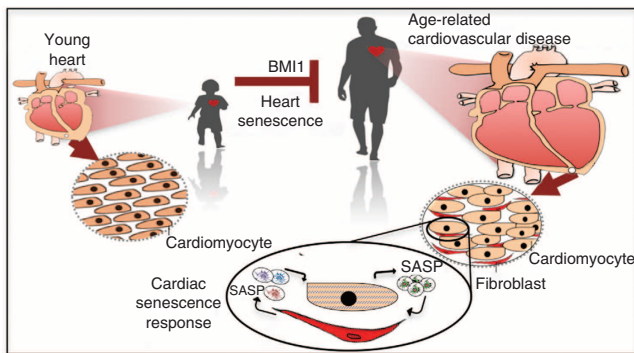 Young
heart
BMI1
Heart
senescence
Age-related
cardiovascular disease
Cardiomyocyte
Cardiomyocyte
Fibroblast
Cardiac
senescence
response
SASP
SASP